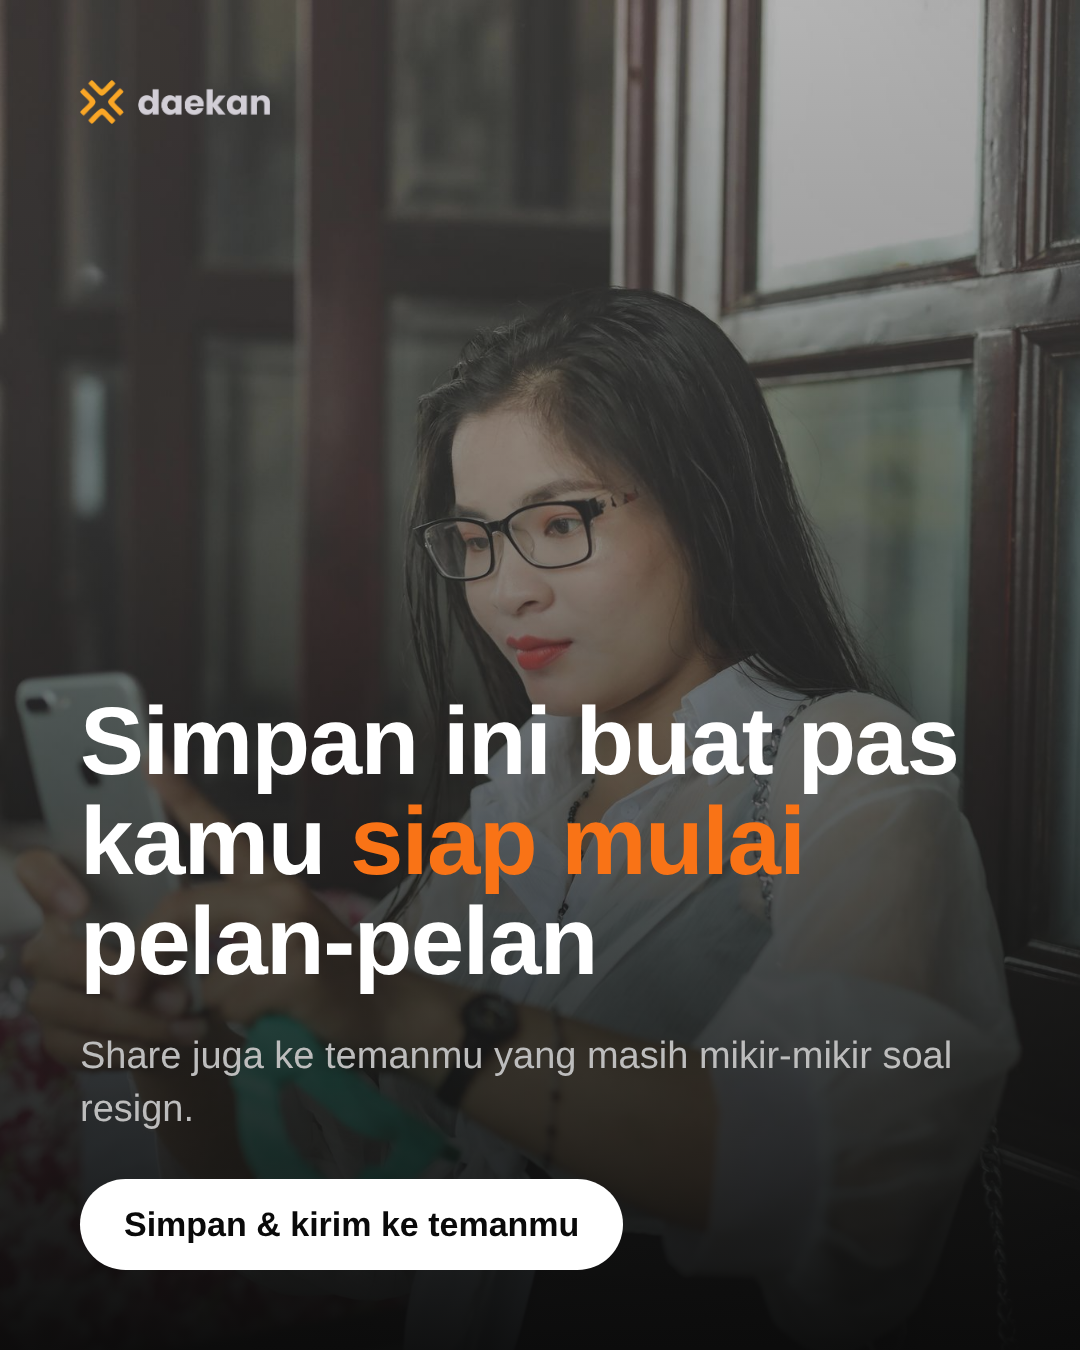 daekan
Simpan ini buat pas
kamu siap mulai
pelan-pelan
Share juga ke temanmu yang masih mikir-mikir soal
resign.
Simpan & kirim ke temanmu